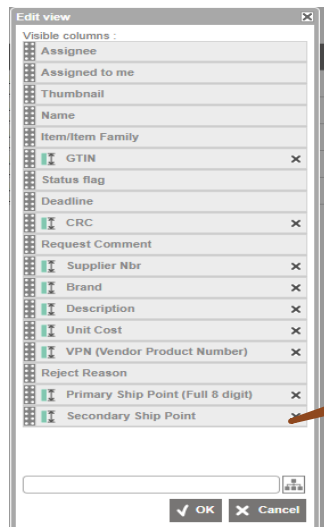 Edit view
Visible columns :
Assignee
Assigned to me
Thumbnail
Name
Item/Item Family
GTIN
Status flag
Deadline
CRC
Request Comment
Supplier Nbr
Brand
Description
Unit Cost
VPN (Vendor Product Number)
Reject Reason
Primary Ship Point (Full 8 digit)
Secondary Ship Point
OK Cancel